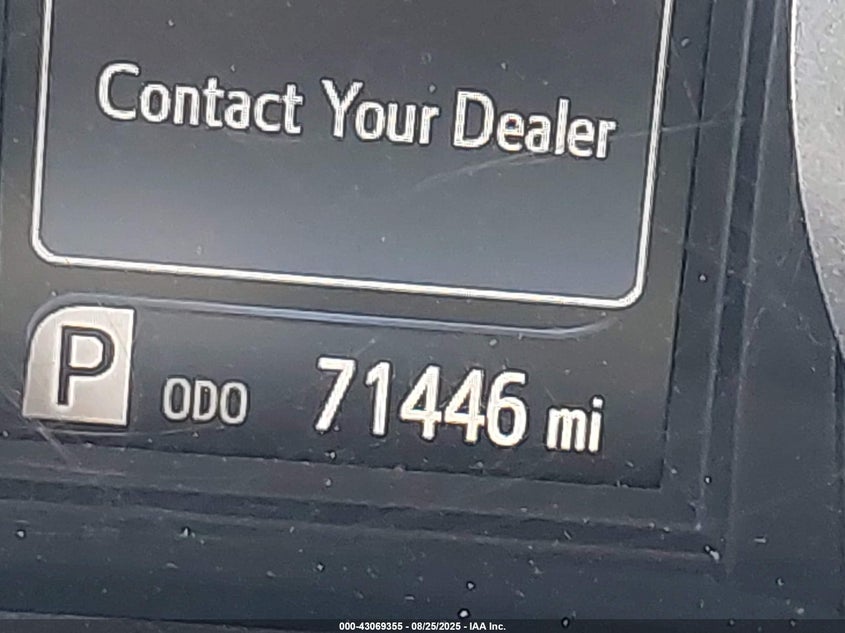 Contact Your Dealer
P ODO 71446 mi
000-43069355 - 08/25/2025 - IAA Inc.